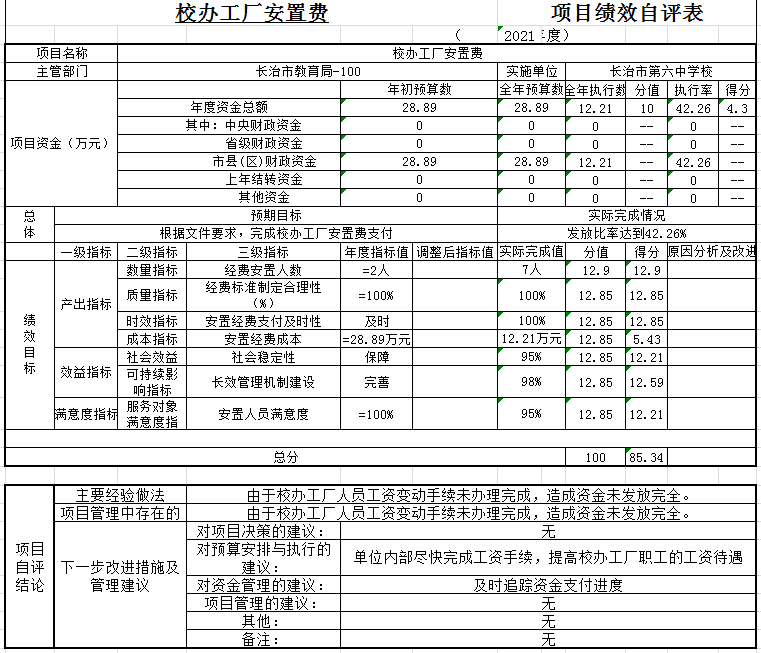 校办工厂安置费 项目绩效自评表
（ 2021年度）
项目名称 校办工厂安置费
主管部门 长治市教育局-100 实施单位 长治市第六中学校
项目资金（万元） 年初预算数 全年预算数 全年执行数 分值 执行率 得分
年度资金总额 28.89 28.89 12.21 10 42.26 4.3
其中：中央财政资金 0 0 0 -- 0 --
省级财政资金 0 0 0 -- 0 --
市县(区)财政资金 28.89 28.89 12.21 -- 42.26 --
上年结转资金 0 0 0 -- 0 --
其他资金 0 0 0 -- 0 --
总体 预期目标 实际完成情况
根据文件要求，完成校办工厂安置费支付 发放比率达到42.26%
绩效目标 一级指标 二级指标 三级指标 年度指标值 调整后指标值 实际完成值 分值 得分 原因分析及改进
产出指标 数量指标 经费安置人数 =2人 7人 12.9 12.9
质量指标 经费标准制定合理性（%） =100% 100% 12.85 12.85
时效指标 安置经费支付及时性 及时 100% 12.85 12.85
成本指标 安置经费成本 =28.89万元 12.21万元 12.85 5.43
效益指标 社会效益 社会稳定性 保障 95% 12.85 12.21
可持续影响指标 长效管理机制建设 完善 98% 12.85 12.59
满意度指标 服务对象满意度指 安置人员满意度 =100% 95% 12.85 12.21
总分 100 85.34
项目自评结论 主要经验做法 由于校办工厂人员工资变动手续未办理完成，造成资金未发放完全。
项目管理中存在的 由于校办工厂人员工资变动手续未办理完成，造成资金未发放完全。
下一步改进措施及管理建议 对项目决策的建议： 无
对预算安排与执行的建议： 单位内部尽快完成工资手续，提高校办工厂职工的工资待遇
对资金管理的建议： 及时追踪资金支付进度
项目管理的建议： 无
其他： 无
备注： 无